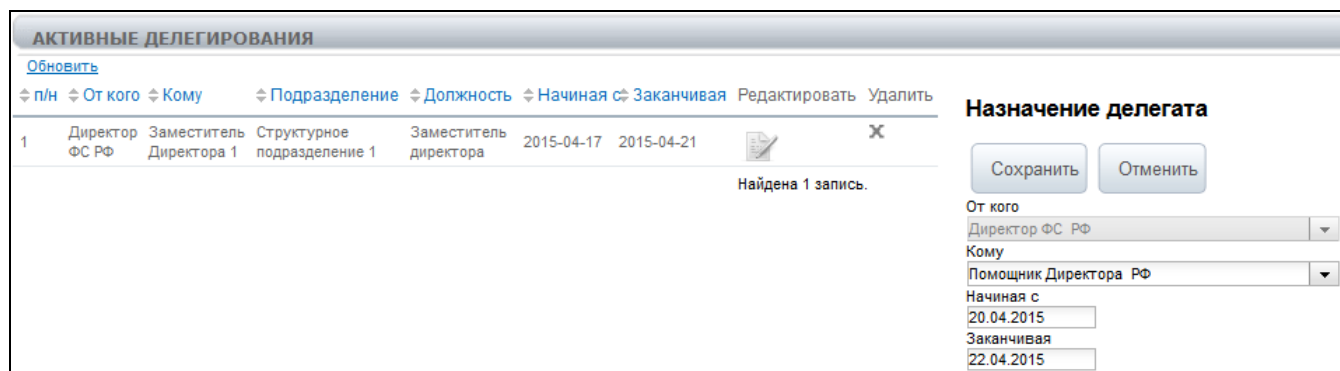 АКТИВНЫЕ ДЕЛЕГИРОВАНИЯ
Обновить
п/н От кого Кому Подразделение Должность Начиная с Заканчивая Редактировать Удалить
1 Директор ФС РФ Заместитель Директора 1 Структурное подразделение 1 Заместитель директора 2015-04-17 2015-04-21 X
Найдена 1 запись.
Назначение делегата
Сохранить Отменить
От кого
Директор ФС РФ
Кому
Помощник Директора РФ
Начиная с
20.04.2015
Заканчивая
22.04.2015